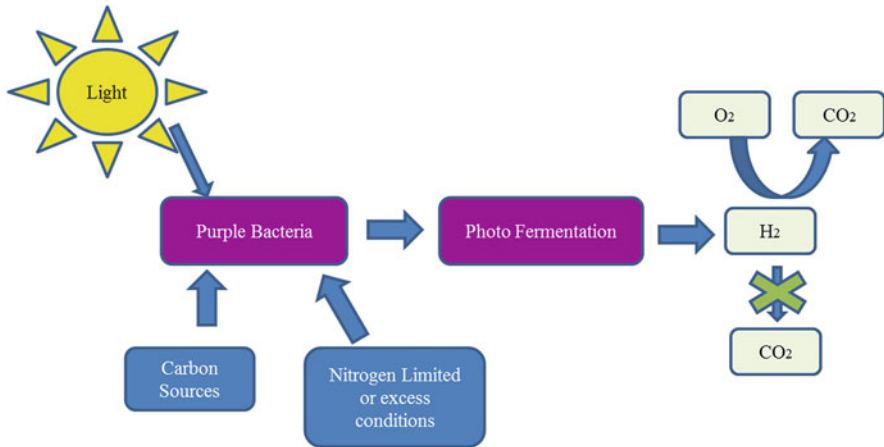 Light
O2
CO2
Purple Bacteria
Photo Fermentation
H2
Carbon
Sources
Nitrogen Limited
or excess
conditions
CO2